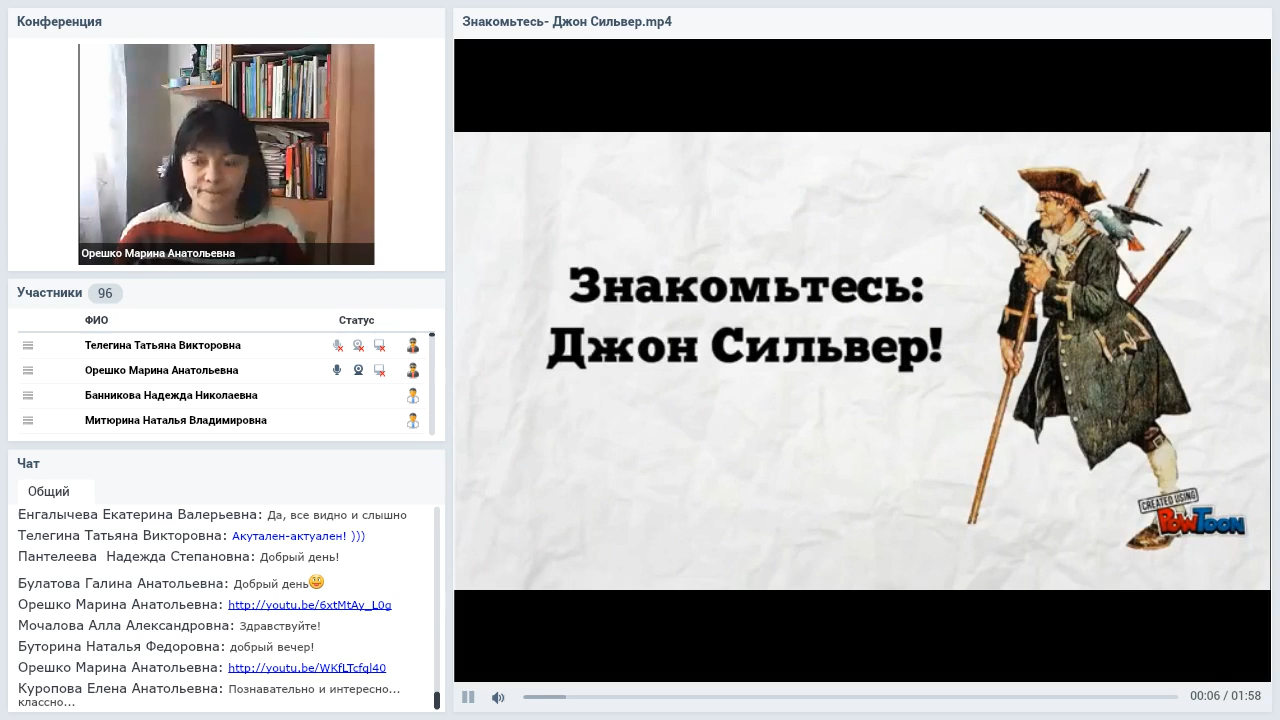 Конференция
Орешко Марина Анатольевна
Участники 96
ФИО Статус
Телегина Татьяна Викторовна
Орешко Марина Анатольевна
Банникова Надежда Николаевна
Митюрина Наталья Владимировна
Чат
Общий
Енгалычева Екатерина Валерьевна: Да, все видно и слышно
Телегина Татьяна Викторовна: Акутален-актуален! )))
Пантелеева Надежда Степановна: Добрый день!
Булатова Галина Анатольевна: Добрый день
Орешко Марина Анатольевна: http://youtu.be/6xtMtAy_L0g
Мочалова Алла Александровна: Здравствуйте!
Буторина Наталья Федоровна: добрый вечер!
Орешко Марина Анатольевна: http://youtu.be/WKfLTcfql40
Куропова Елена Анатольевна: Познавательно и интересно...
классно...
Знакомьтесь- Джон Сильвер.mp4
Знакомьтесь:
Джон Сильвер!
CREATED USING
POWTOON
00:06 / 01:58